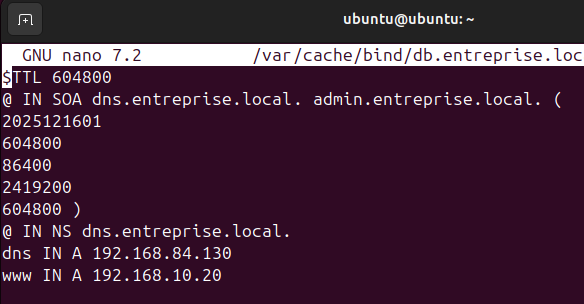 ubuntu@ubuntu: ~
GNU nano 7.2 /var/cache/bind/db.entreprise.loc
$TTL 604800
@ IN SOA dns.entreprise.local. admin.entreprise.local. (
2025121601
604800
86400
2419200
604800 )
@ IN NS dns.entreprise.local.
dns IN A 192.168.84.130
www IN A 192.168.10.20